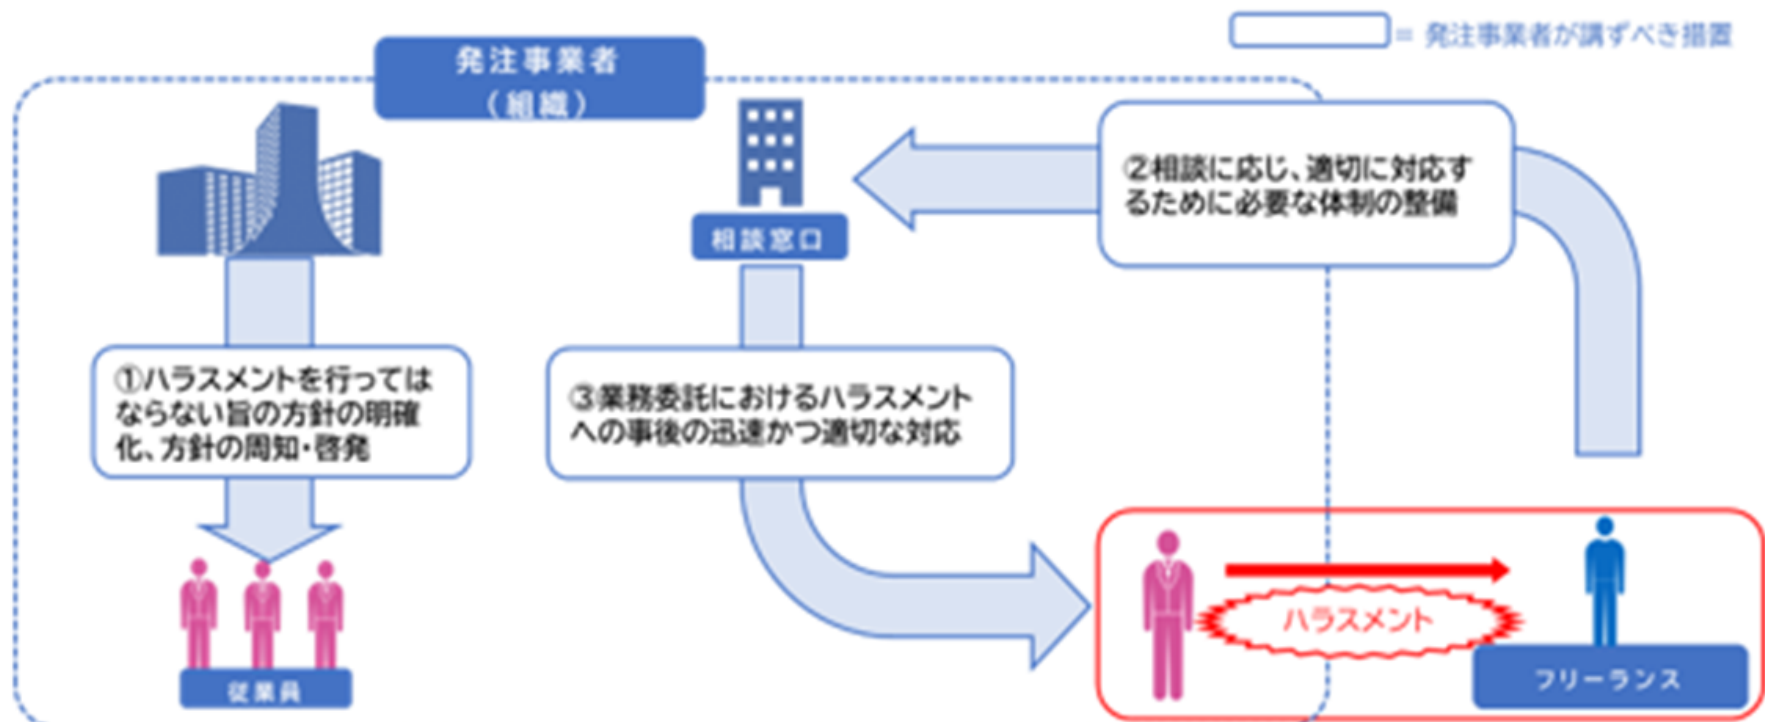 発注事業者
（組織）
= 発注事業者が講ずべき措置
②相談に応じ、適切に対応す
るために必要な体制の整備
相談窓口
①ハラスメントを行っては
ならない旨の方針の明確
化、方針の周知・啓発
③業務委託におけるハラスメント
への事後の迅速かつ適切な対応
ハラスメント
従業員
フリーランス